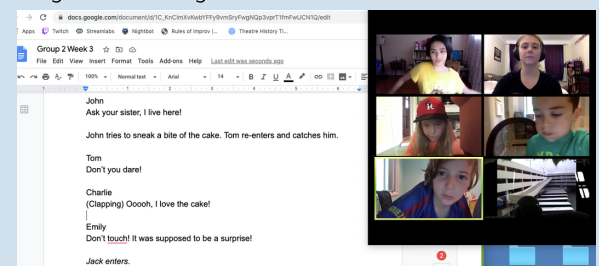 docs.google.com/document/d/1C_KnClmXvKwbYFFy9vmSryFwgNQp3vprT1fmFwUCN1Q/edit
Apps Twitch Streamlabs Nightbot Rules of improv |... Theatre History Ti...
Group 2 Week 3
File Edit View Insert Format Tools Add-ons Help Last edit was seconds ago
100% Normal text Arial 14 B I U A
John
Ask your sister, I live here!
John tries to sneak a bite of the cake. Tom re-enters and catches him.
Tom
Don't you dare!
Charlie
(Clapping) Ooooh, I love the cake!
Emily
Don't touch! It was supposed to be a surprise!
Jack enters.
2